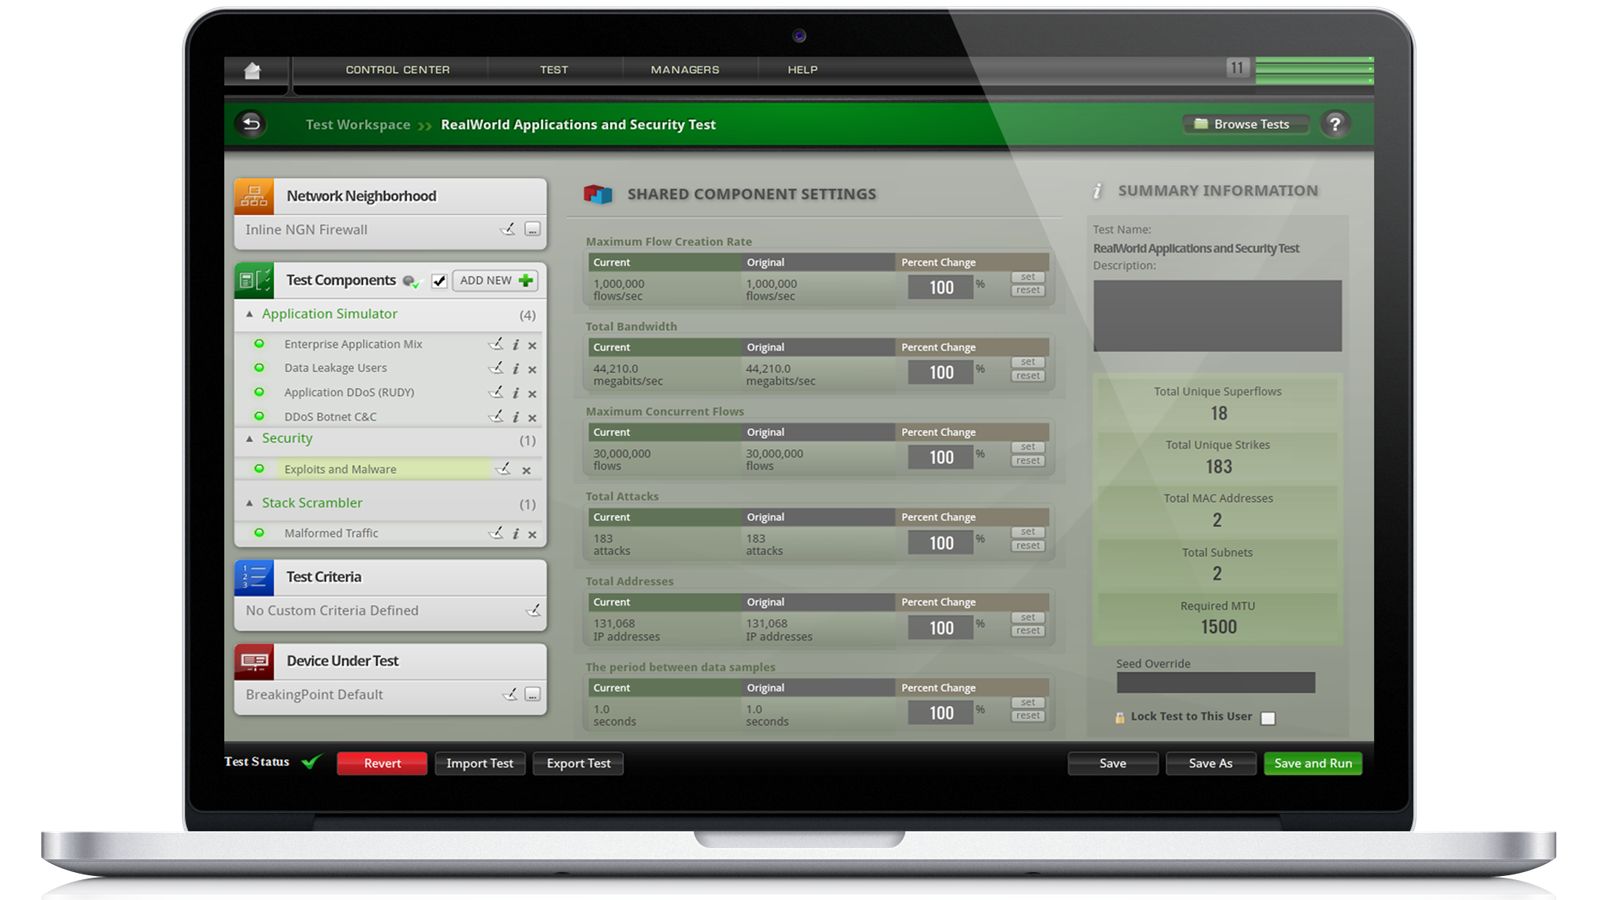 CONTROL CENTER TEST MANAGERS HELP 11
Test Workspace >> RealWorld Applications and Security Test Browse Tests ?
Network Neighborhood
Inline NGN Firewall ...
Test Components ADD NEW
Application Simulator (4)
Enterprise Application Mix i x
Data Leakage Users i x
Application DDoS (RUDY) i x
DDoS Botnet C&C i x
Security (1)
Exploits and Malware x
Stack Scrambler (1)
Malformed Traffic i x
1 2 3
Test Criteria
No Custom Criteria Defined
Device Under Test
BreakingPoint Default ...
SHARED COMPONENT SETTINGS
Maximum Flow Creation Rate
Current Original Percent Change
1,000,000 1,000,000 100 % set
flows/sec flows/sec reset
Total Bandwidth
Current Original Percent Change
44,210.0 44,210.0 100 % set
megabits/sec megabits/sec reset
Maximum Concurrent Flows
Current Original Percent Change
30,000,000 30,000,000 100 % set
flows flows reset
Total Attacks
Current Original Percent Change
183 183 100 % set
attacks attacks reset
Total Addresses
Current Original Percent Change
131,068 131,068 100 % set
IP addresses IP addresses reset
The period between data samples
Current Original Percent Change
1.0 1.0 100 % set
seconds seconds reset
i SUMMARY INFORMATION
Test Name:
RealWorld Applications and Security Test
Description:
Total Unique Superflows
18
Total Unique Strikes
183
Total MAC Addresses
2
Total Subnets
2
Required MTU
1500
Seed Override
Lock Test to This User
Test Status Revert Import Test Export Test Save Save As Save and Run